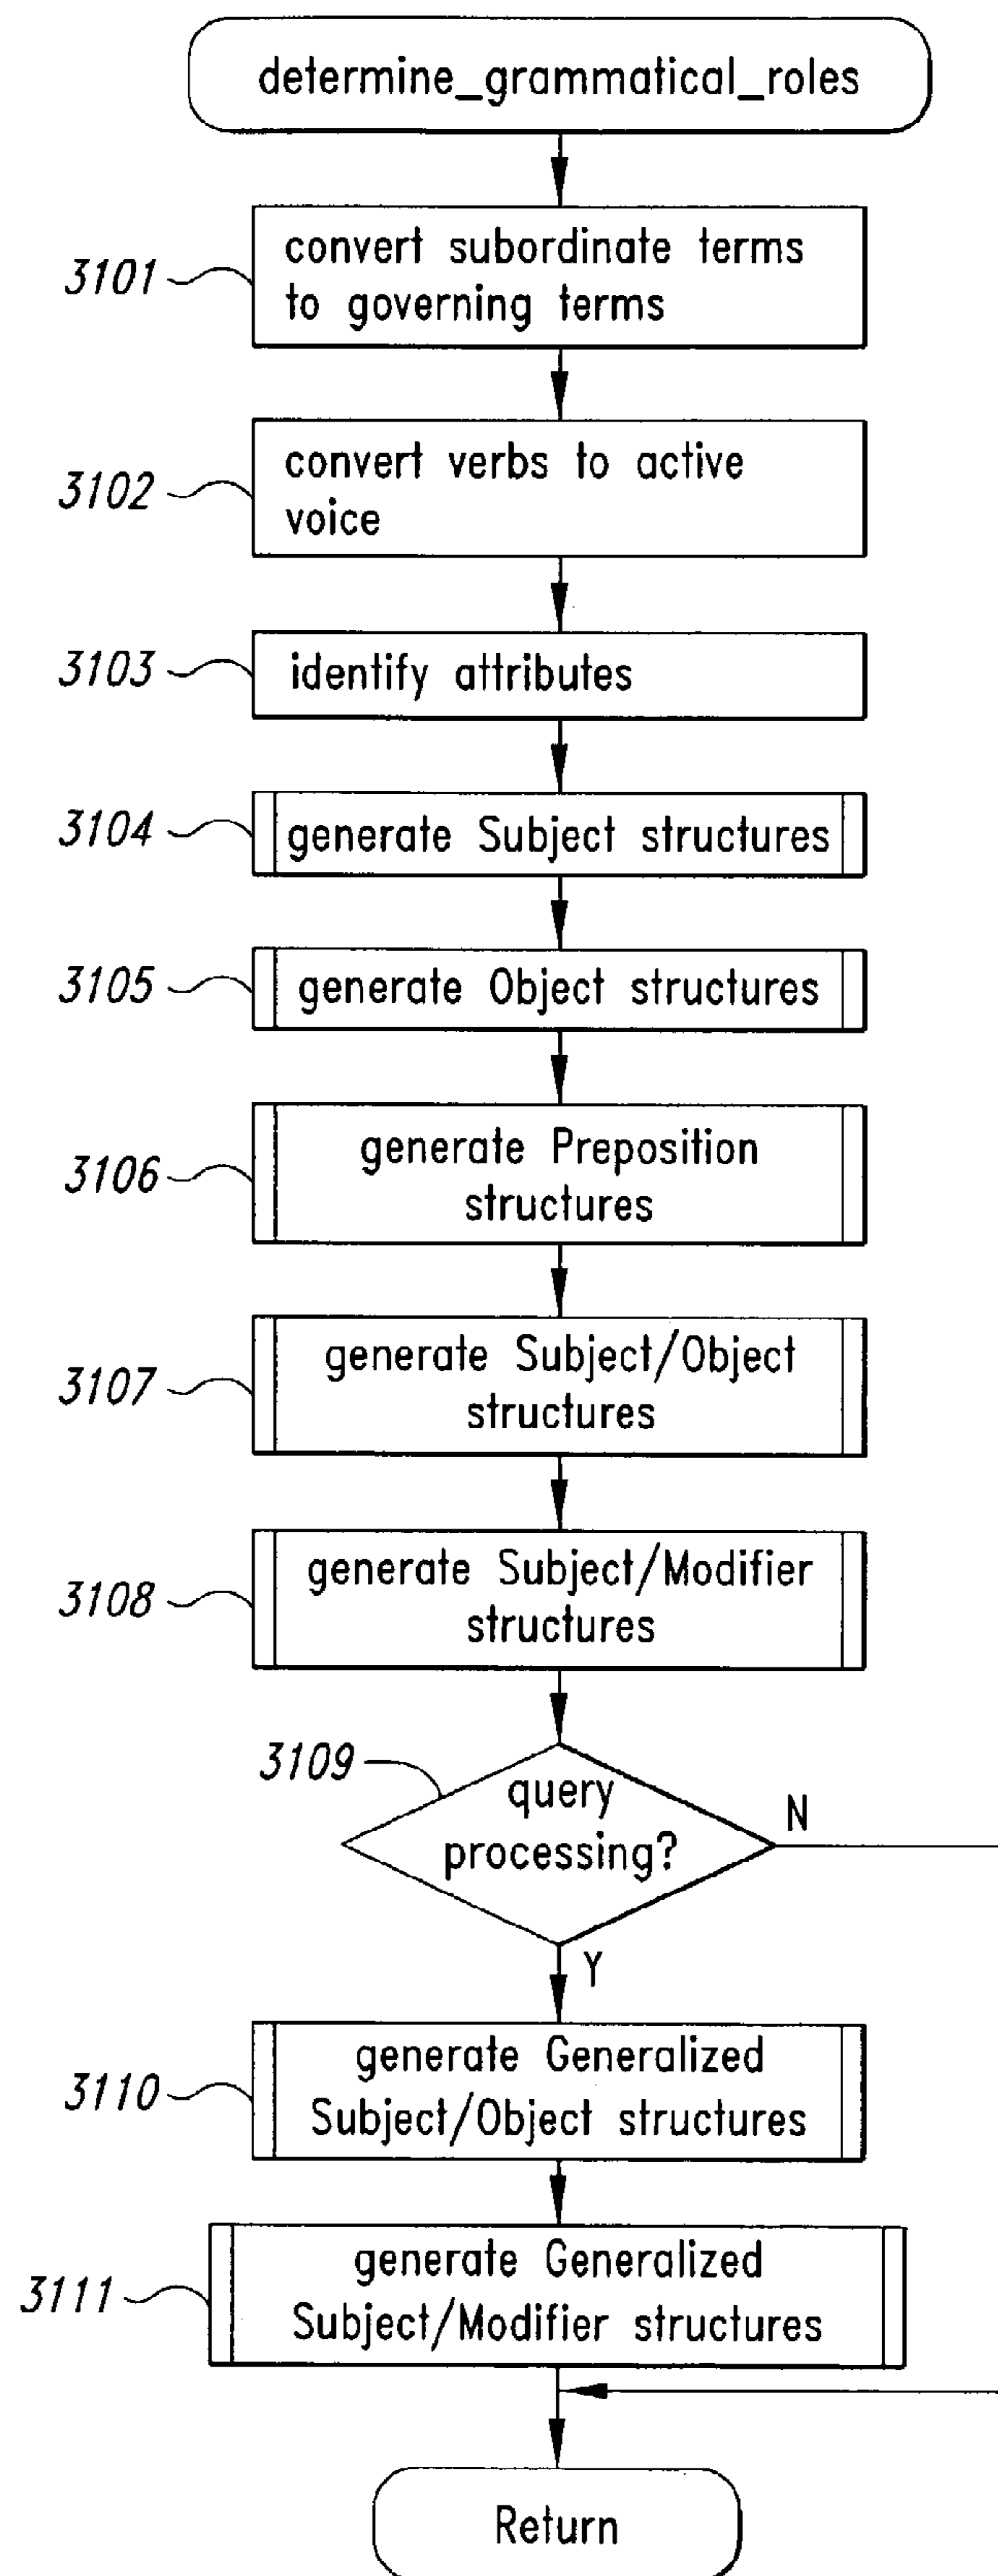 determine_grammatical_roles
3101
convert subordinate terms
to governing terms
3102
convert verbs to active
voice
3103
identify attributes
3104
generate Subject structures
3105
generate Object structures
3106
generate Preposition
structures
3107
generate Subject/Object
structures
3108
generate Subject/Modifier
structures
3109
query
processing?
N
Y
3110
generate Generalized
Subject/Object structures
3111
generate Generalized
Subject/Modifier structures
Return